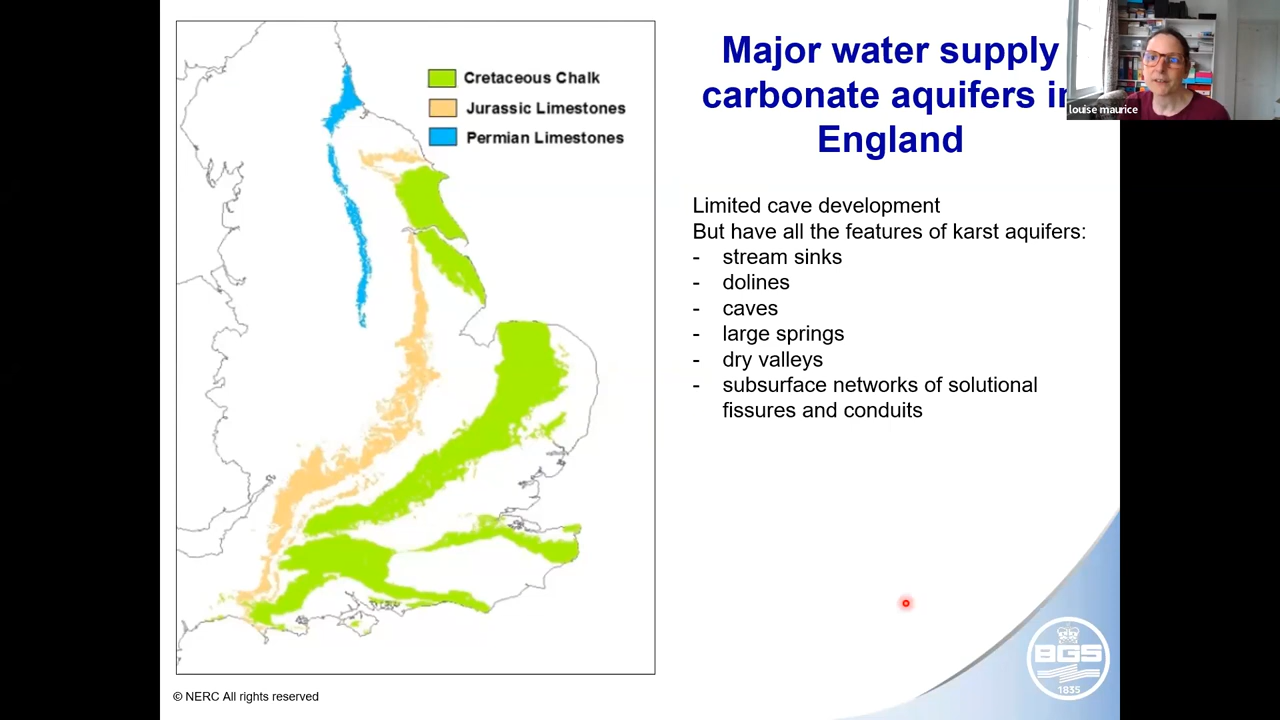 Major water supply
carbonate aquifers in
England
louise maurice
Cretaceous Chalk
Jurassic Limestones
Permian Limestones
Limited cave development
But have all the features of karst aquifers:
- stream sinks
- dolines
- caves
- large springs
- dry valleys
- subsurface networks of solutional
fissures and conduits
BGS
1835
© NERC All rights reserved